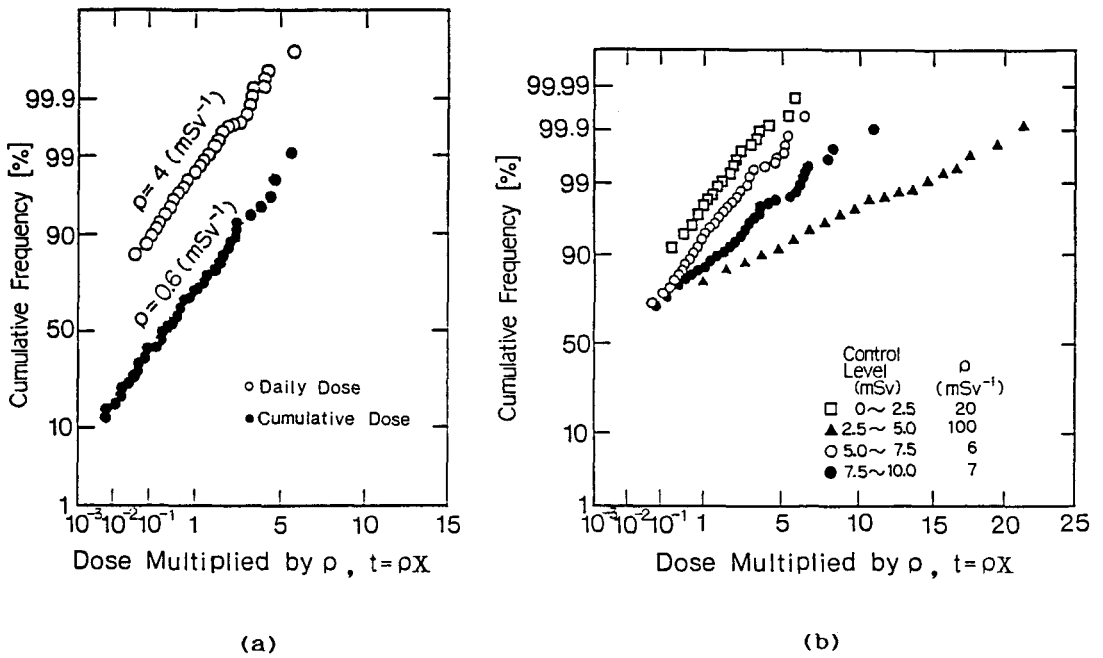 Cumulative Frequency [%]
99.9
99
90
50
10
1
ρ=4 (mSv⁻¹)
ρ=0.6 (mSv⁻¹)
○ Daily Dose
● Cumulative Dose
10⁻³ 10⁻² 10⁻¹ 1 5 10 15
Dose Multiplied by ρ , t=ρX
(a)
Cumulative Frequency [%]
99.99
99.9
99
90
50
10
1
Control
Level ρ
(mSv) (mSv⁻¹)
□ 0~2.5 20
▲ 2.5~5.0 100
○ 5.0~7.5 6
● 7.5~10.0 7
10⁻³ 10⁻² 10⁻¹ 1 5 10 15 20 25
Dose Multiplied by ρ , t=ρX
(b)